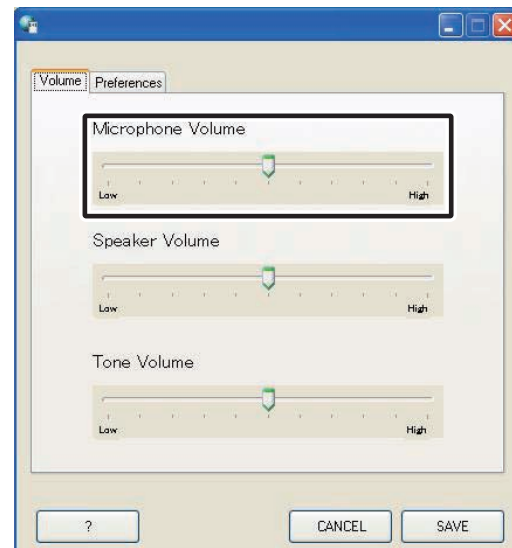 Volume Preferences
Microphone Volume
Low High
Speaker Volume
Low High
Tone Volume
Low High
? CANCEL SAVE